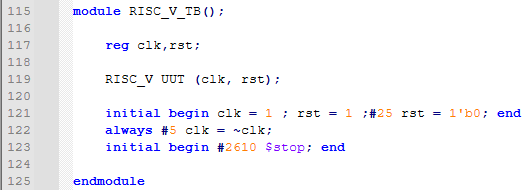 115 module RISC_V_TB();
116
117 reg clk,rst;
118
119 RISC_V UUT (clk, rst);
120
121 initial begin clk = 1 ; rst = 1 ;#25 rst = 1'b0; end
122 always #5 clk = ~clk;
123 initial begin #2610 $stop; end
124
125 endmodule